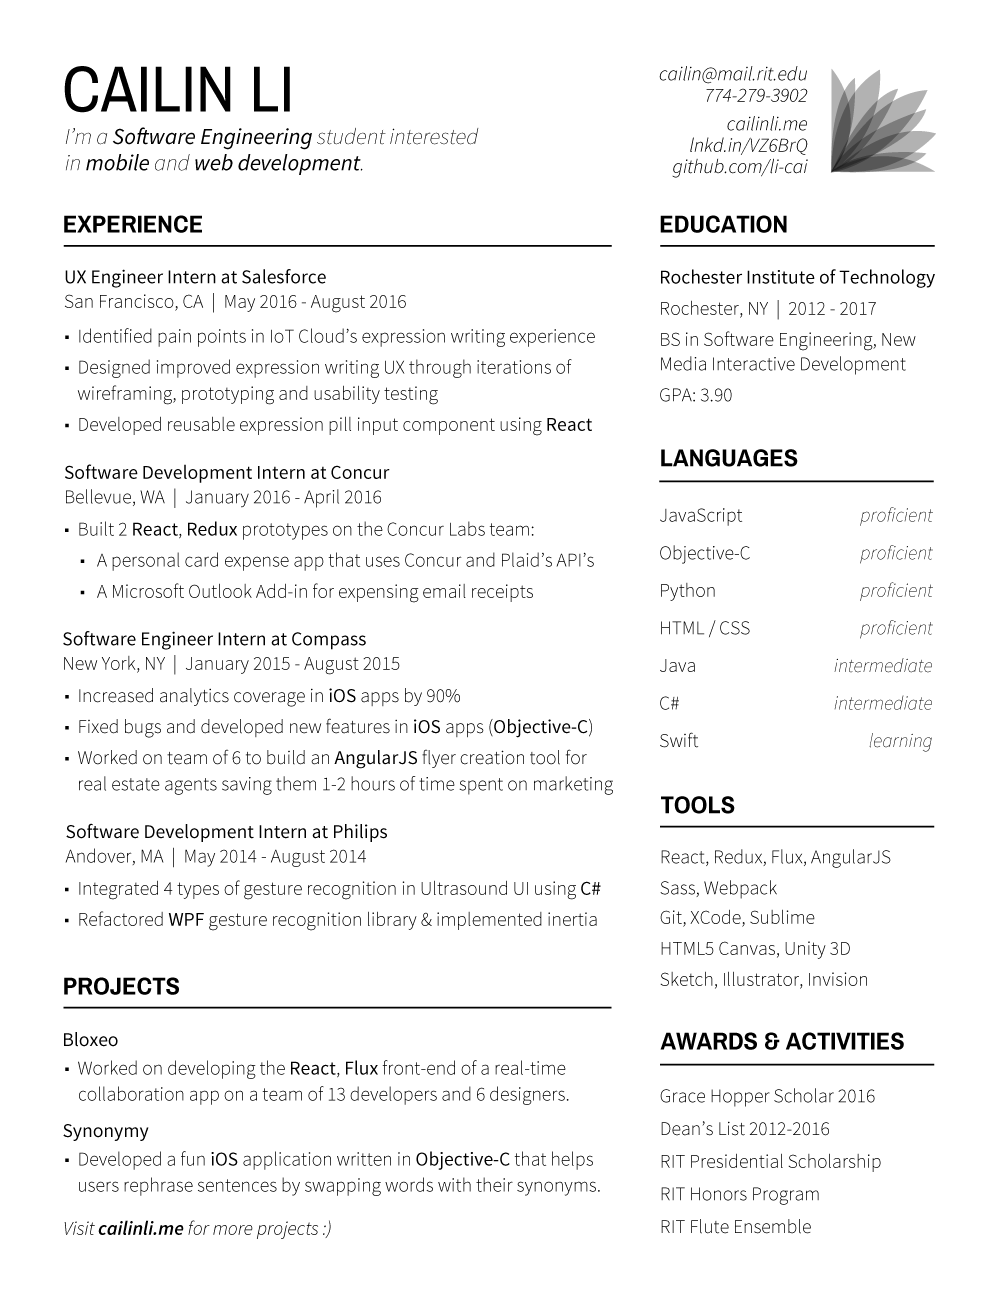 CAILIN LI
I'm a Software Engineering student interested
in mobile and web development.
cailin@mail.rit.edu
774-279-3902
cailinli.me
lnkd.in/VZ6BrQ
github.com/li-cai
EXPERIENCE
UX Engineer Intern at Salesforce
San Francisco, CA | May 2016 - August 2016
▪ Identified pain points in IoT Cloud's expression writing experience
▪ Designed improved expression writing UX through iterations of
wireframing, prototyping and usability testing
▪ Developed reusable expression pill input component using React
Software Development Intern at Concur
Bellevue, WA | January 2016 - April 2016
▪ Built 2 React, Redux prototypes on the Concur Labs team:
▪ A personal card expense app that uses Concur and Plaid's API's
▪ A Microsoft Outlook Add-in for expensing email receipts
Software Engineer Intern at Compass
New York, NY | January 2015 - August 2015
▪ Increased analytics coverage in iOS apps by 90%
▪ Fixed bugs and developed new features in iOS apps (Objective-C)
▪ Worked on team of 6 to build an AngularJS flyer creation tool for
real estate agents saving them 1-2 hours of time spent on marketing
Software Development Intern at Philips
Andover, MA | May 2014 - August 2014
▪ Integrated 4 types of gesture recognition in Ultrasound UI using C#
▪ Refactored WPF gesture recognition library & implemented inertia
PROJECTS
Bloxeo
▪ Worked on developing the React, Flux front-end of a real-time
collaboration app on a team of 13 developers and 6 designers.
Synonymy
▪ Developed a fun iOS application written in Objective-C that helps
users rephrase sentences by swapping words with their synonyms.
Visit cailinli.me for more projects :)
EDUCATION
Rochester Institute of Technology
Rochester, NY | 2012 - 2017
BS in Software Engineering, New
Media Interactive Development
GPA: 3.90
LANGUAGES
JavaScript proficient
Objective-C proficient
Python proficient
HTML / CSS proficient
Java intermediate
C# intermediate
Swift learning
TOOLS
React, Redux, Flux, AngularJS
Sass, Webpack
Git, XCode, Sublime
HTML5 Canvas, Unity 3D
Sketch, Illustrator, Invision
AWARDS & ACTIVITIES
Grace Hopper Scholar 2016
Dean's List 2012-2016
RIT Presidential Scholarship
RIT Honors Program
RIT Flute Ensemble